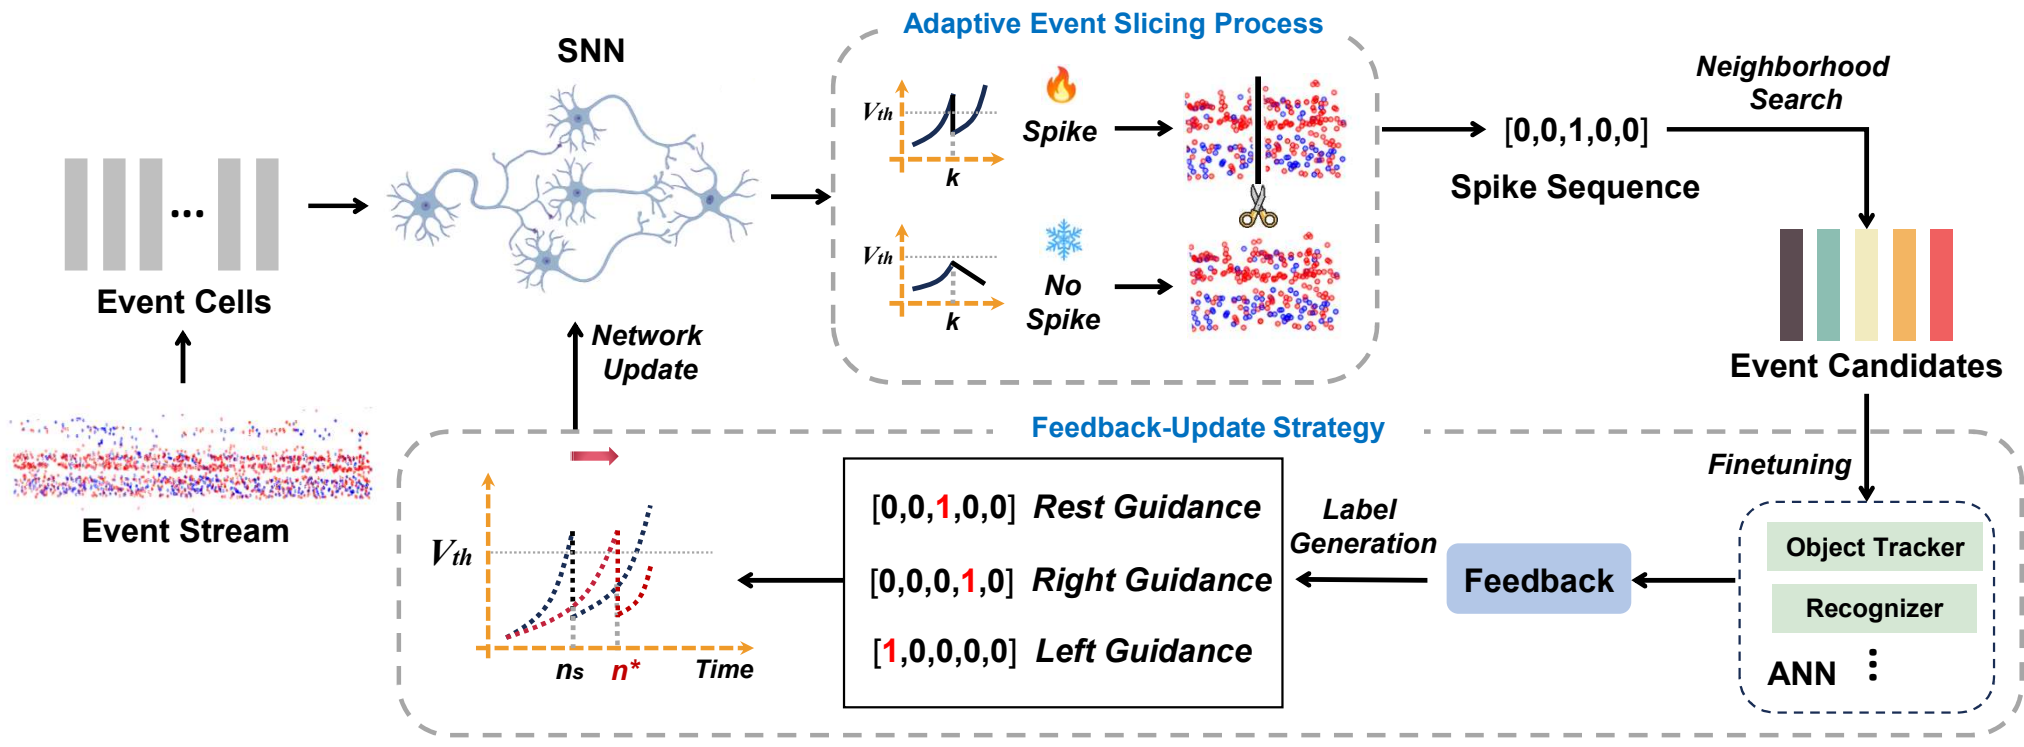 Adaptive Event Slicing Process
SNN
Event Cells
Event Stream
Network
Update
Vth
k
Spike
Vth
k
No
Spike
[0,0,1,0,0]
Spike Sequence
Neighborhood
Search
Event Candidates
Feedback-Update Strategy
Finetuning
Object Tracker
Recognizer
ANN
Feedback
Label
Generation
[0,0,1,0,0] Rest Guidance
[0,0,0,1,0] Right Guidance
[1,0,0,0,0] Left Guidance
Vth
ns
n*
Time